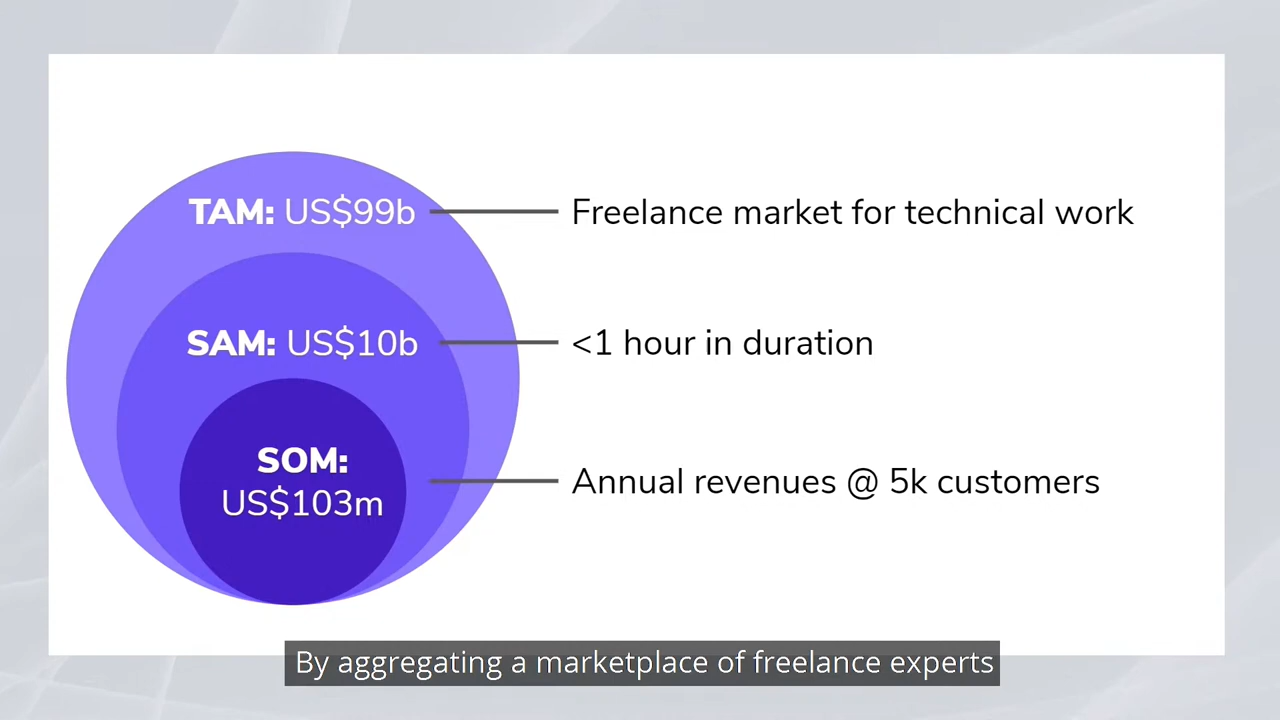 TAM: US$99b
Freelance market for technical work
SAM: US$10b
<1 hour in duration
SOM:
US$103m
Annual revenues @ 5k customers
By aggregating a marketplace of freelance experts